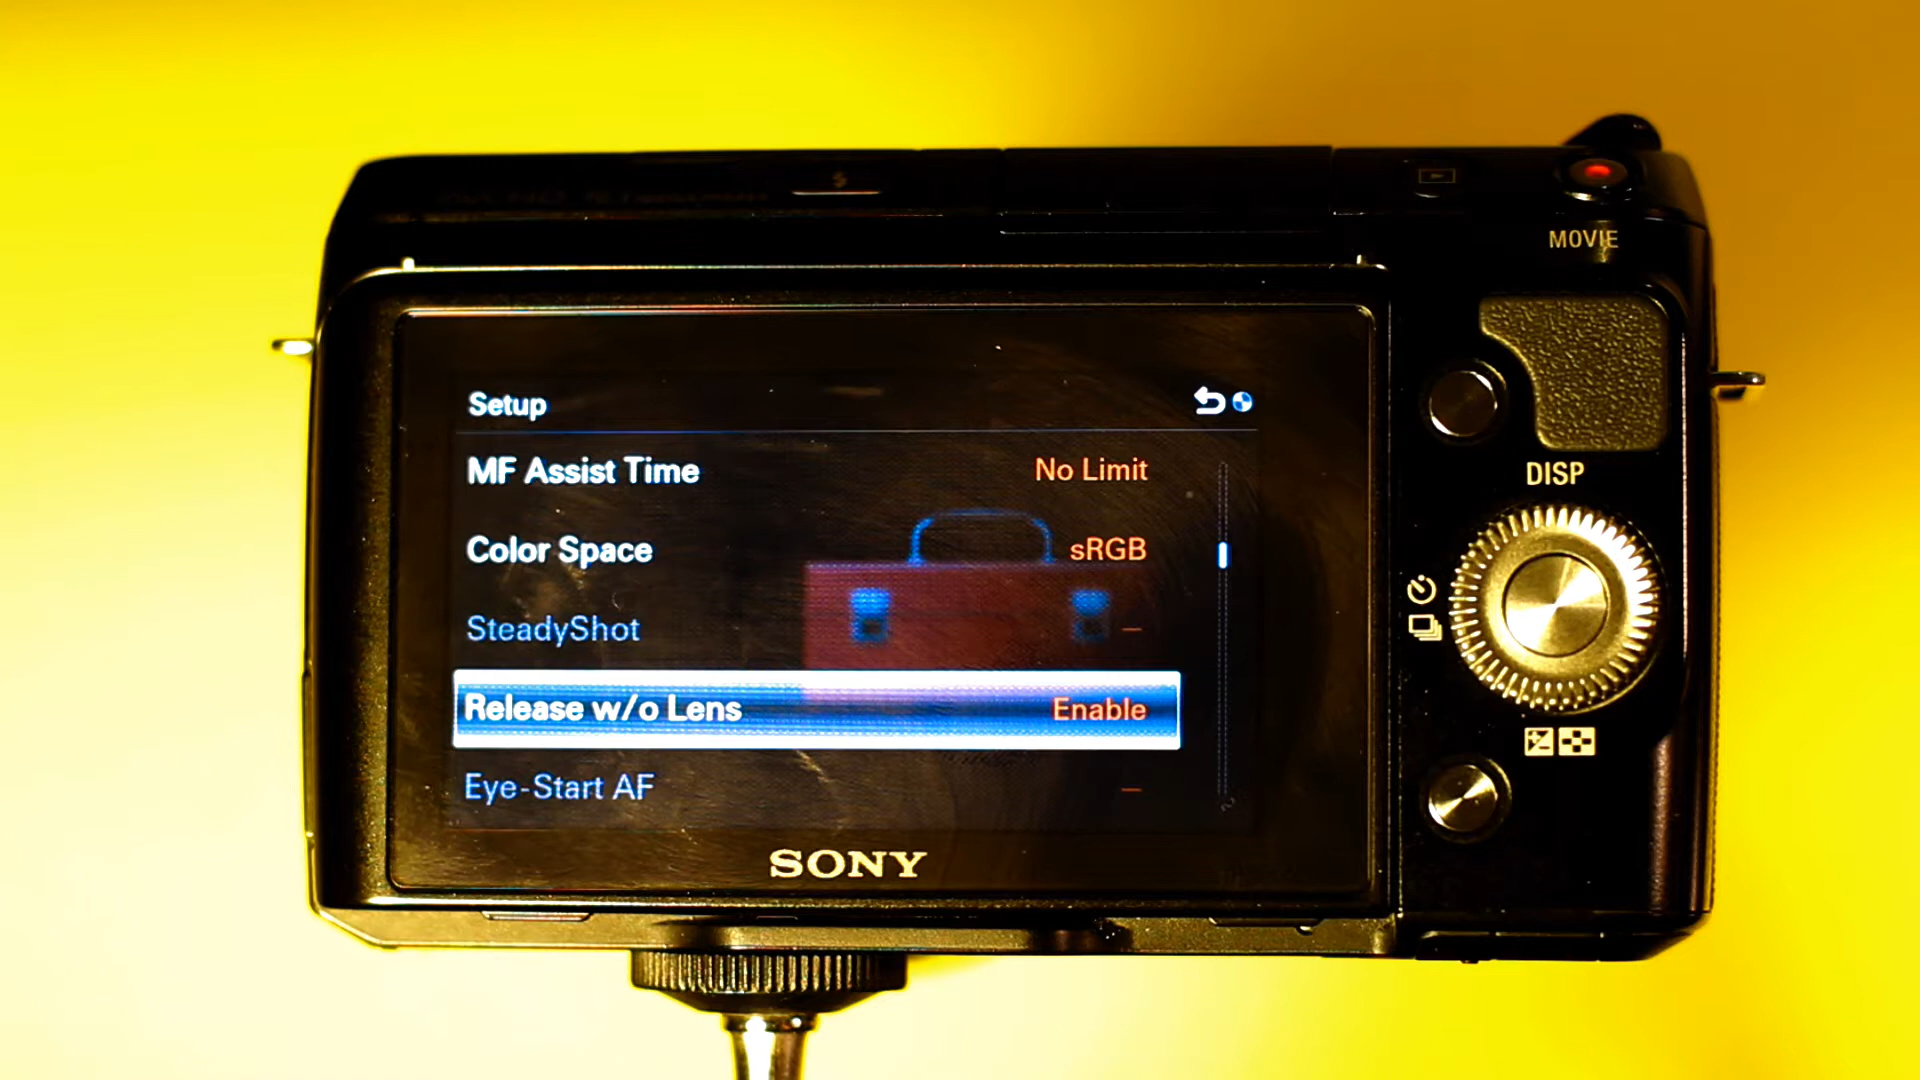 MOVIE
Setup
MF Assist Time No Limit
Color Space sRGB
SteadyShot –
Release w/o Lens Enable
Eye-Start AF –
DISP
SONY